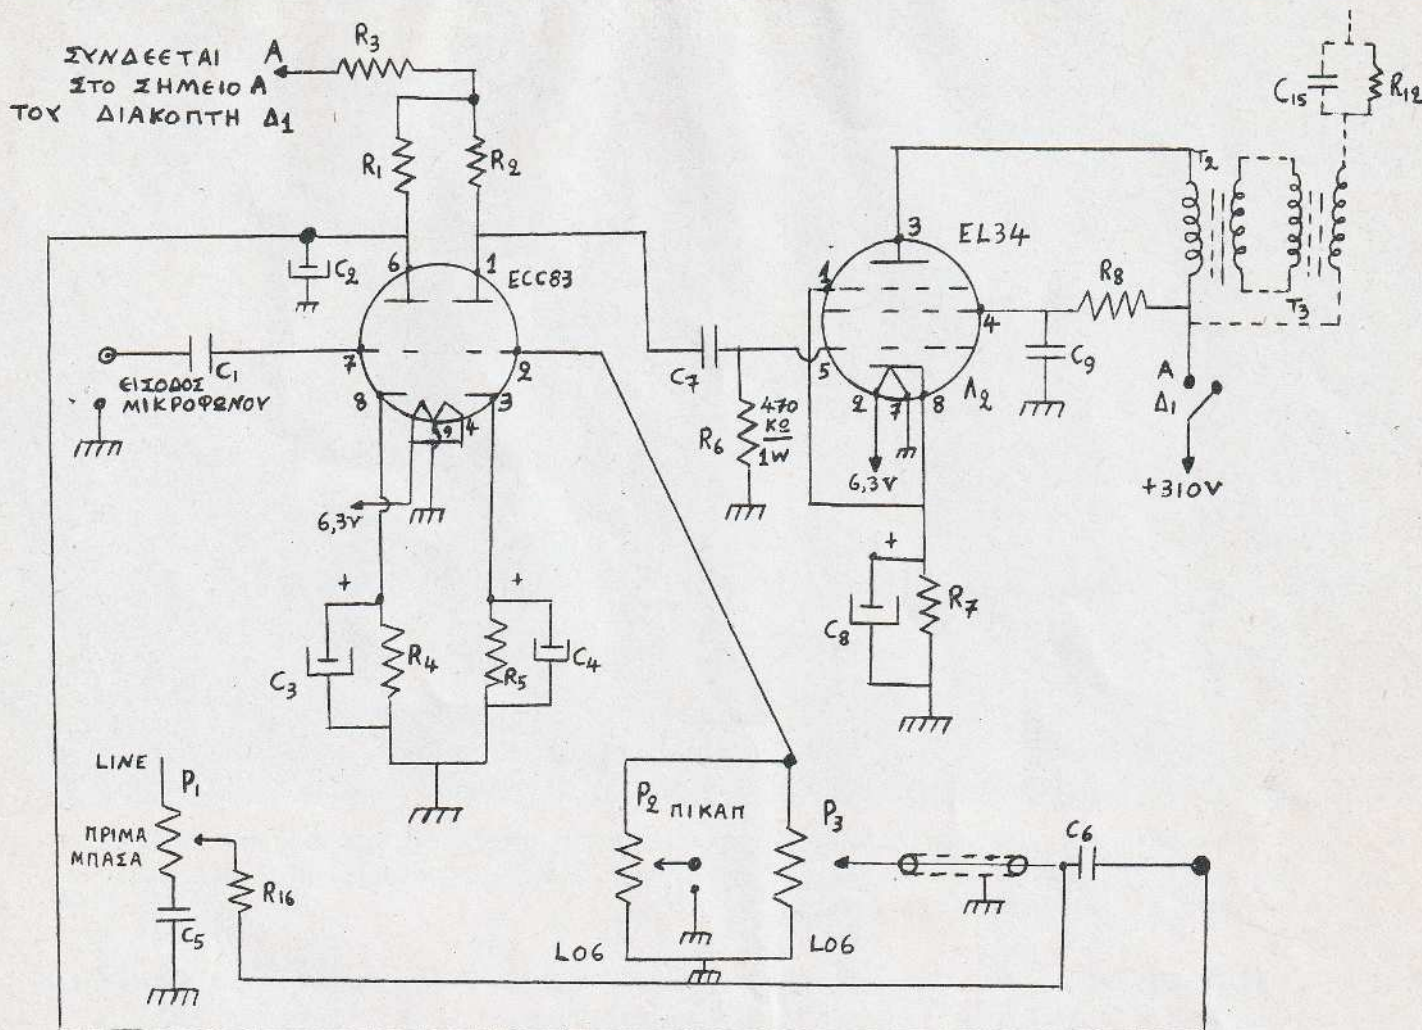 ΣΥΝΔΕΕΤΑΙ A
ΣΤΟ ΣΗΜΕΙΟ Α
ΤΟΥ ΔΙΑΚΟΠΤΗ Δ1
R3
R1
R2
C2
6
1
ECC83
C1
7
2
ΕΙΣΟΔΟΣ
ΜΙΚΡΟΦΩΝΟΥ
8
3
9
4
6,3v
+
+
C3
R4
R5
C4
C7
R6
470
KΩ
1W
EL34
3
1
4
5
2
7
8
Λ2
6,3v
R8
C9
T2
T3
C15
R12
A
Δ1
+310V
+
C8
R7
LINE
P1
ΠΡΙΜΑ
ΜΠΑΣΑ
R16
C5
P2 ΠΙΚΑΠ
P3
C6
LO6
LO6